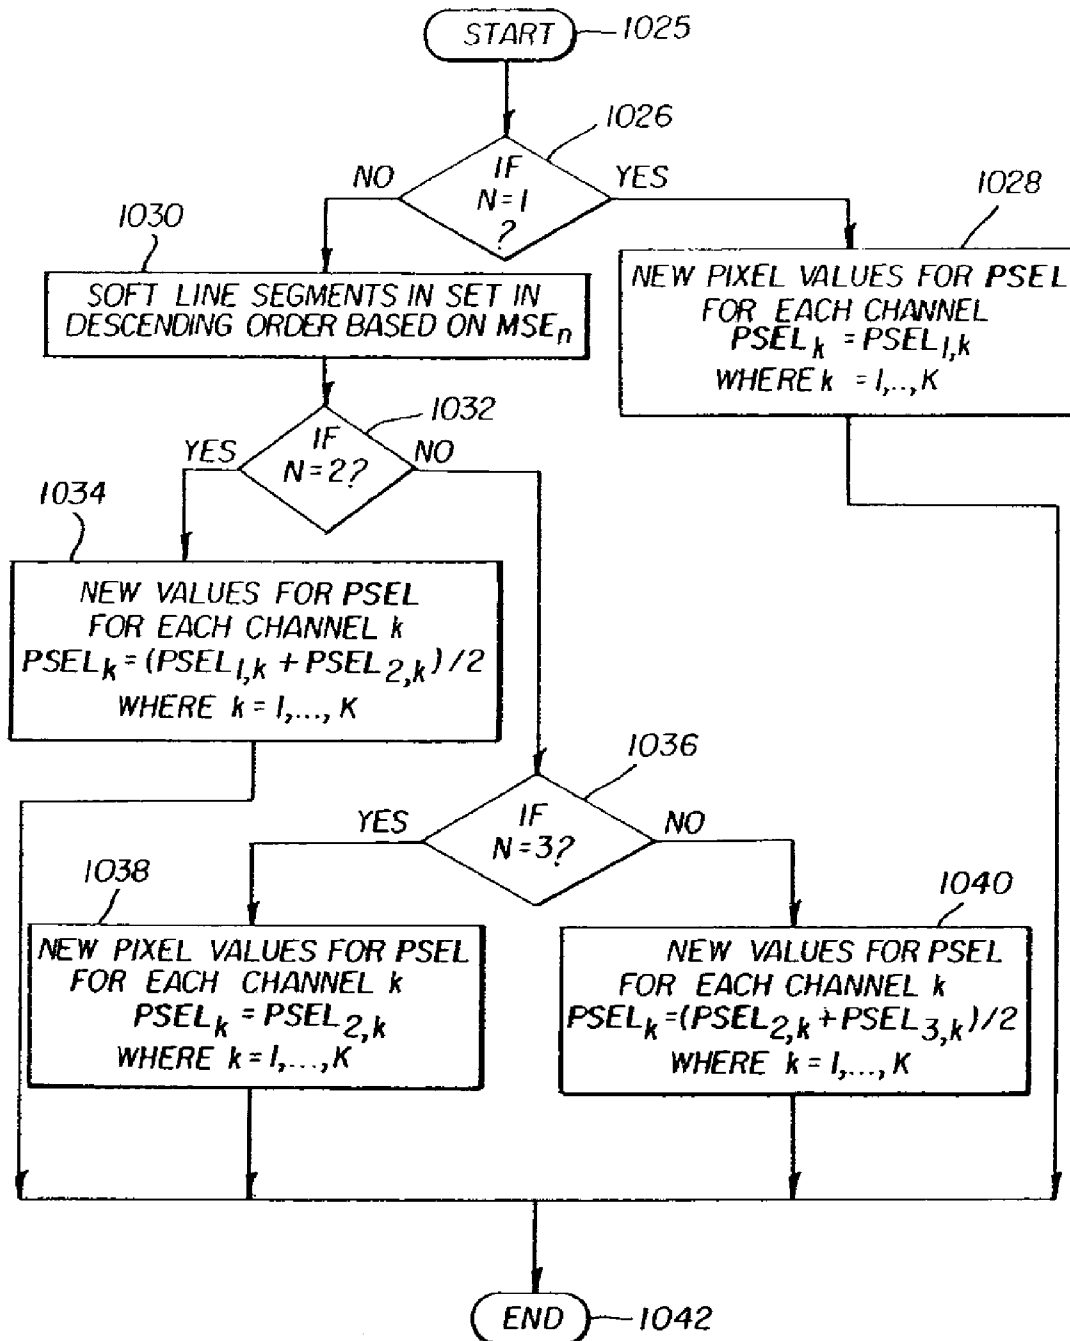 START
1025
1026
IF
N=1
?
NO
YES
1028
1030
NEW PIXEL VALUES FOR PSEL
FOR EACH CHANNEL
PSELk = PSEL1,k
WHERE k = 1,..,K
SOFT LINE SEGMENTS IN SET IN
DESCENDING ORDER BASED ON MSEn
1032
IF
N=2?
YES
NO
1034
NEW VALUES FOR PSEL
FOR EACH CHANNEL k
PSELk=(PSEL1,k + PSEL2,k)/2
WHERE k=1,...,K
1036
IF
N=3?
YES
NO
1038
NEW PIXEL VALUES FOR PSEL
FOR EACH CHANNEL k
PSELk=PSEL2,k
WHERE k=1,...,K
1040
NEW VALUES FOR PSEL
FOR EACH CHANNEL k
PSELk=(PSEL2,k+PSEL3,k)/2
WHERE k=1,...,K
END
1042